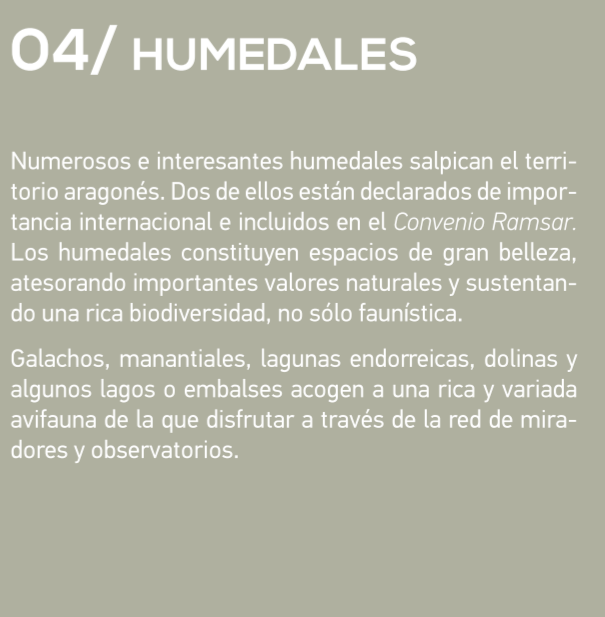 04/ HUMEDALES
Numerosos e interesantes humedales salpican el terri-
torio aragonés. Dos de ellos están declarados de impor-
tancia internacional e incluidos en el Convenio Ramsar.
Los humedales constituyen espacios de gran belleza,
atesorando importantes valores naturales y sustentan-
do una rica biodiversidad, no sólo faunística.
Galachos, manantiales, lagunas endorreicas, dolinas y
algunos lagos o embalses acogen a una rica y variada
avifauna de la que disfrutar a través de la red de mira-
dores y observatorios.